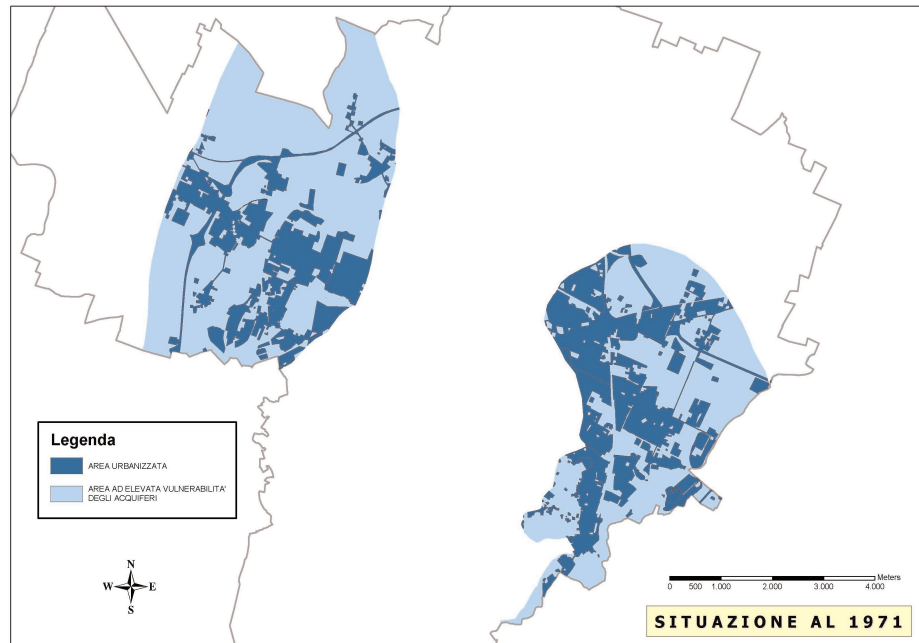 Legenda
AREA URBANIZZATA
AREA AD ELEVATA VULNERABILITA'
DEGLI ACQUIFERI
N
W E
S
0 500 1.000 2.000 3.000 4.000 Meters
SITUAZIONE AL 1971